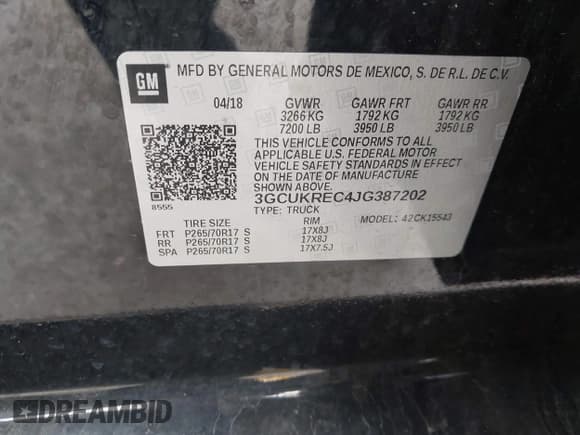 GM MFD BY GENERAL MOTORS DE MEXICO, S. DE R.L. DE C.V.
04/18 GVWR GAWR FRT GAWR RR
3266 KG 1792 KG 1792 KG
7200 LB 3950 LB 3950 LB
THIS VEHICLE CONFORMS TO ALL
APPLICABLE U.S. FEDERAL MOTOR
VEHICLE SAFETY STANDARDS IN EFFECT
ON THE DATE OF MANUFACTURE
SHOWN ABOVE.
3GCUKREC4JG387202
8555 TYPE: TRUCK MODEL: 42CK15543
TIRE SIZE RIM
FRT P265/70R17 S 17X8J
RR P265/70R17 S 17X8J
SPA P265/70R17 S 17X7.5J
DREAMBID